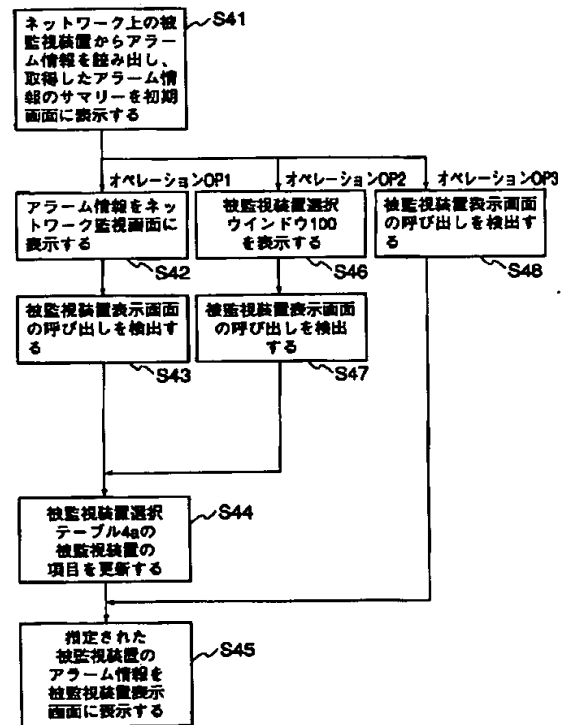 ネットワーク上の被
監視装置からアラー
ム情報を読み出し、
取得したアラーム情
報のサマリーを初期
画面に表示する
S41
オペレーションOP1
オペレーションOP2
オペレーションOP3
アラーム情報をネッ
トワーク監視画面に
表示する
S42
被監視装置選択
ウインドウ100
を表示する
S46
被監視装置表示画面
の呼び出しを検出す
る
S48
被監視装置表示画面
の呼び出しを検出す
る
S43
被監視装置表示画面
の呼び出しを検出
する
S47
被監視装置選択
テーブル4aの
被監視装置の
項目を更新する
S44
指定された
被監視装置の
アラーム情報を
被監視装置表示
画面に表示する
S45